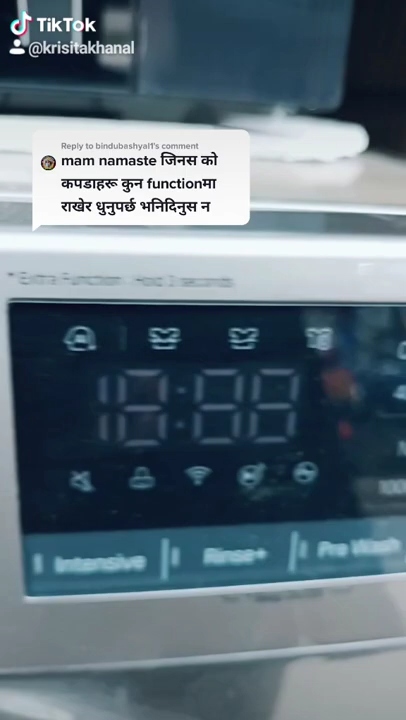 TikTok
@krisitakhanal
Reply to bindubashyal1's comment
mam namaste जिनस को
कपडाहरू कुन functionमा
राखेर धुनुपर्छ भनिदिनुस न
* Extra Function : Hold 3 seconds
18:88
Intensive
Rinse+
Pre Wash